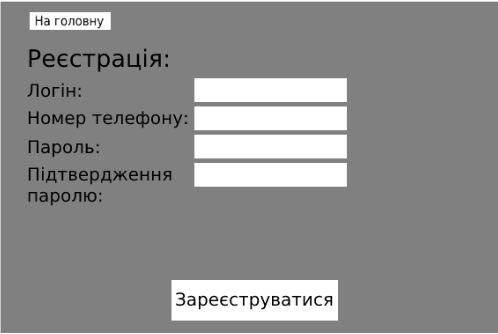 На головну
Реєстрація:
Логін:
Номер телефону:
Пароль:
Підтвердження
паролю:
Зареєструватися